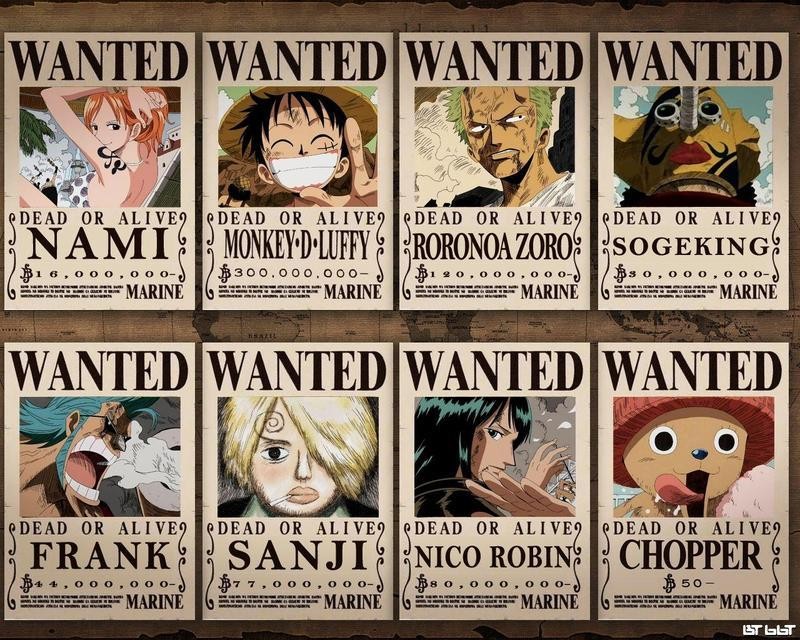 WANTED
DEAD OR ALIVE
NAMI
฿16,000,000-
MARINE
WANTED
DEAD OR ALIVE
MONKEY·D·LUFFY
฿300,000,000-
MARINE
WANTED
DEAD OR ALIVE
RORONOA ZORO
฿120,000,000-
MARINE
WANTED
DEAD OR ALIVE
SOGEKING
฿30,000,000-
MARINE
BRAZIL
WANTED
DEAD OR ALIVE
FRANK
฿44,000,000-
MARINE
WANTED
DEAD OR ALIVE
SANJI
฿77,000,000-
MARINE
WANTED
DEAD OR ALIVE
NICO ROBIN
฿80,000,000-
MARINE
WANTED
DEAD OR ALIVE
CHOPPER
฿50-
MARINE